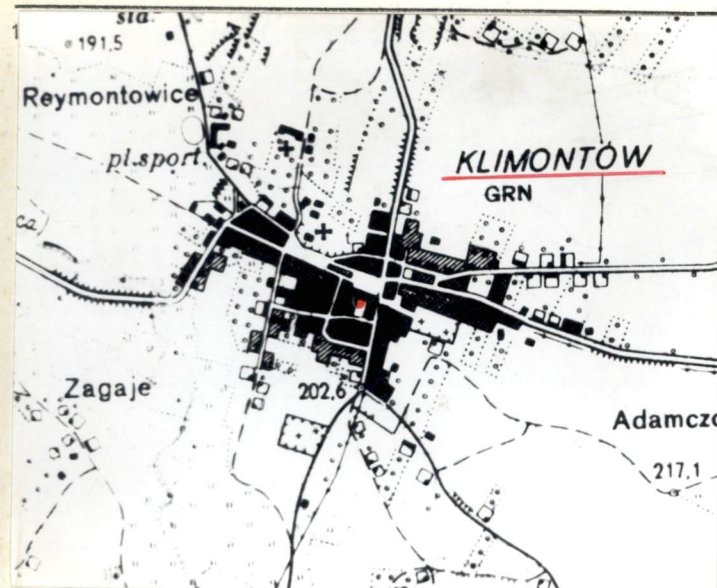 191,5
Reymontowice
pl.sport.
KLIMONTÓW
GRN
Zagaje
202,6
Adamczo
217,1